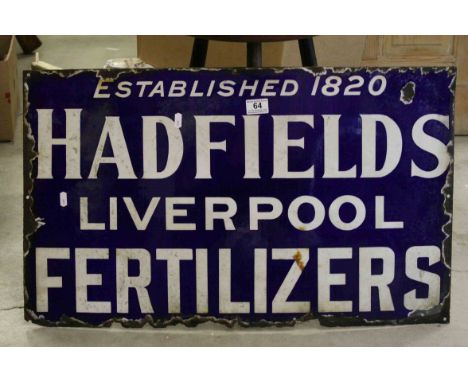 ESTABLISHED 1820
64
HADFIELDS
LIVERPOOL
FERTILIZERS